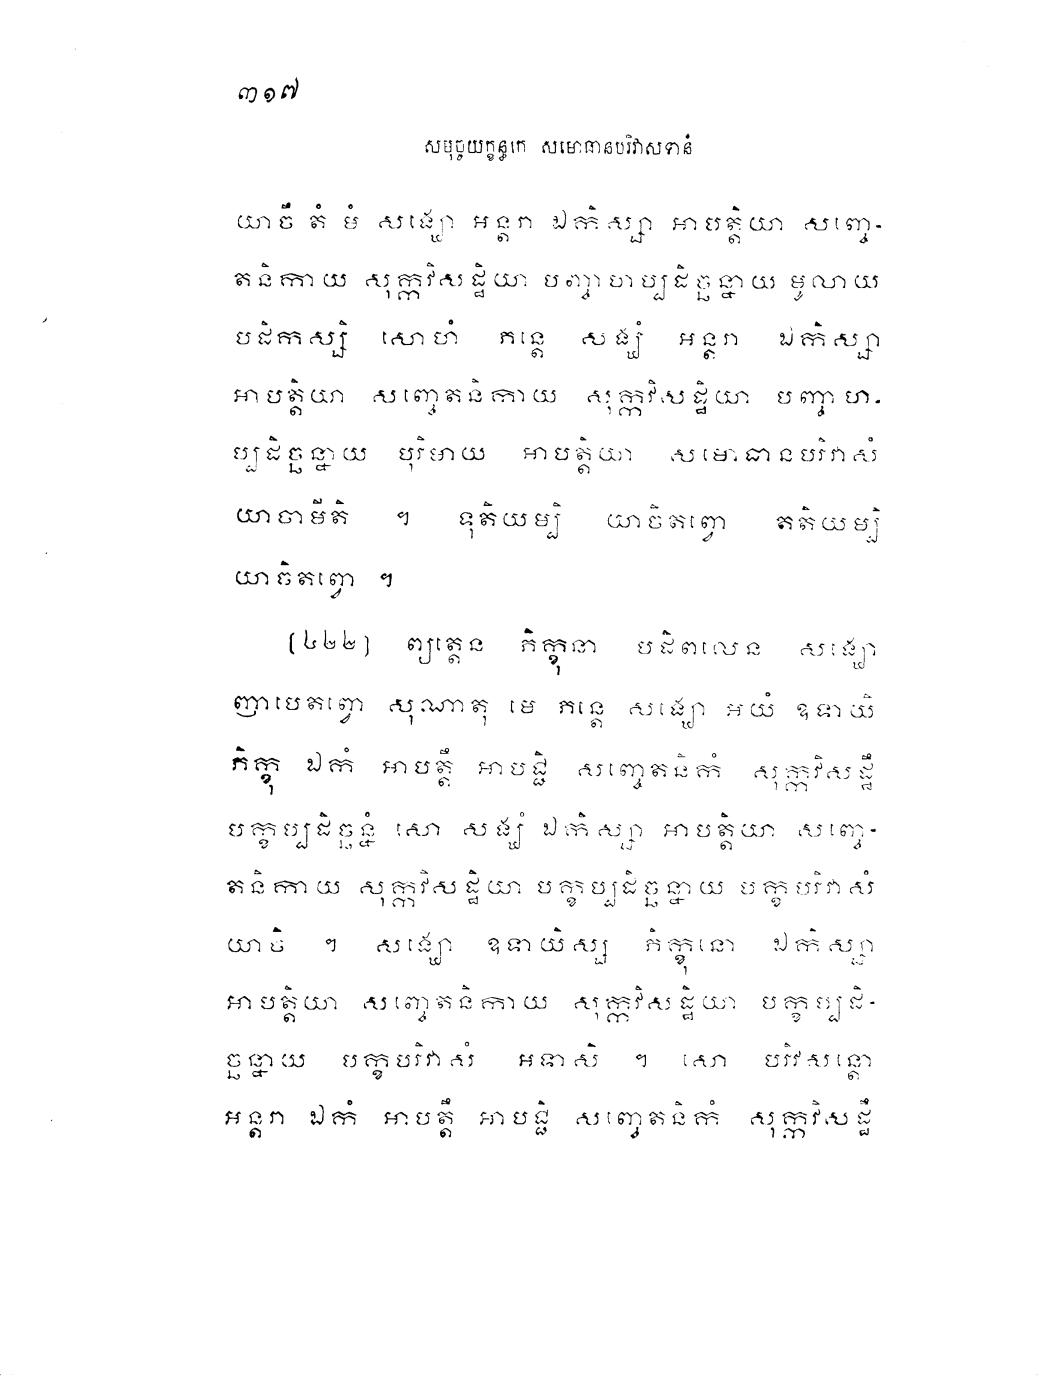 ៣១៧
សមុច្ចយក្ខន្ធកេ សមោធានបរិវាសទានំ
យាចឹ តំ មំ សង្ឃោ អន្តរា ឯកិស្សា អាបត្តិយា សញ្ចេ-
តនិកាយ សុក្កវិសដ្ឋិយា បញ្ចាហប្បដិច្ឆន្នាយ មូលាយ
បដិកស្សិ សោហំ ភន្តេ សង្ឃំ អន្តរា ឯកិស្សា
អាបត្តិយា សញ្ចេតនិកាយ សុក្កវិសដ្ឋិយា បញ្ចាហ-
ប្បដិច្ឆន្នាយ បុរិមាយ អាបត្តិយា សមោធានបរិវាសំ
យាចាមីតិ ។ ទុតិយម្បិ យាចិតព្វោ តតិយម្បិ
យាចិតព្វោ ។
(៤២២) ព្យត្តេន ភិក្ខុនា បដិពលេន សង្ឃោ
ញាបេតព្វោ សុណាតុ មេ ភន្តេ សង្ឃោ អយំ ឧទាយិ
ភិក្ខុ ឯកំ អាបត្តឹ អាបជ្ជិ សញ្ចេតនិកំ សុក្កវិសដ្ឋឹ
បក្ខប្បដិច្ឆន្នំ សោ សង្ឃំ ឯកិស្សា អាបត្តិយា សញ្ចេ-
តនិកាយ សុក្កវិសដ្ឋិយា បក្ខប្បដិច្ឆន្នាយ បក្ខបរិវាសំ
យាចិ ។ សង្ឃោ ឧទាយិស្ស ភិក្ខុនោ ឯកិស្សា
អាបត្តិយា សញ្ចេតនិកាយ សុក្កវិសដ្ឋិយា បក្ខប្បដិ-
ច្ឆន្នាយ បក្ខបរិវាសំ អទាសិ ។ សោ បរិវសន្តោ
អន្តរា ឯកំ អាបត្តឹ អាបជ្ជិ សញ្ចេតនិកំ សុក្កវិសដ្ឋឹ